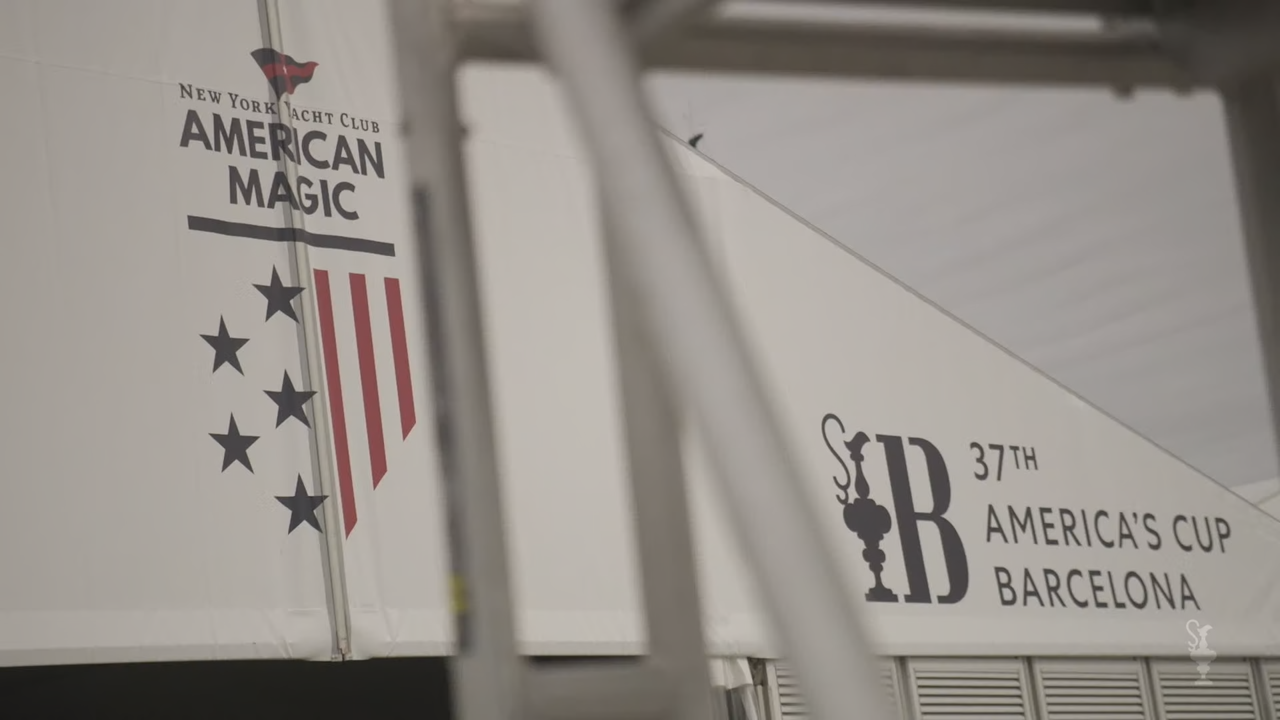 NEW YORK YACHT CLUB
AMERICAN
MAGIC
B
37TH
AMERICA'S CUP
BARCELONA